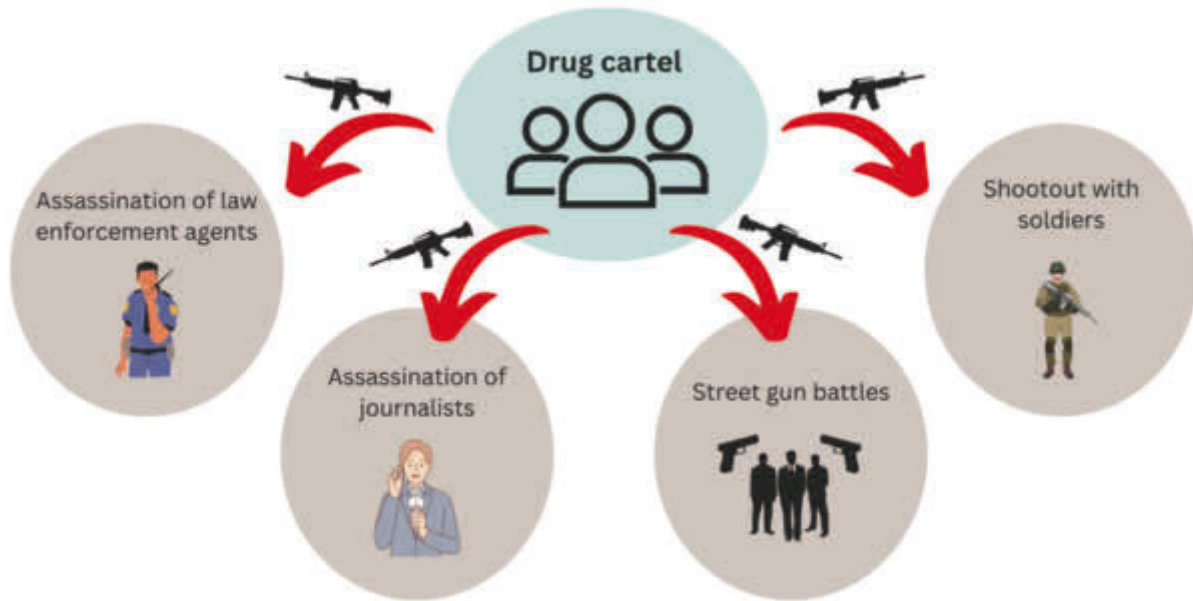 Drug cartel
Assassination of law
enforcement agents
Assassination of
journalists
Street gun battles
Shootout with
soldiers